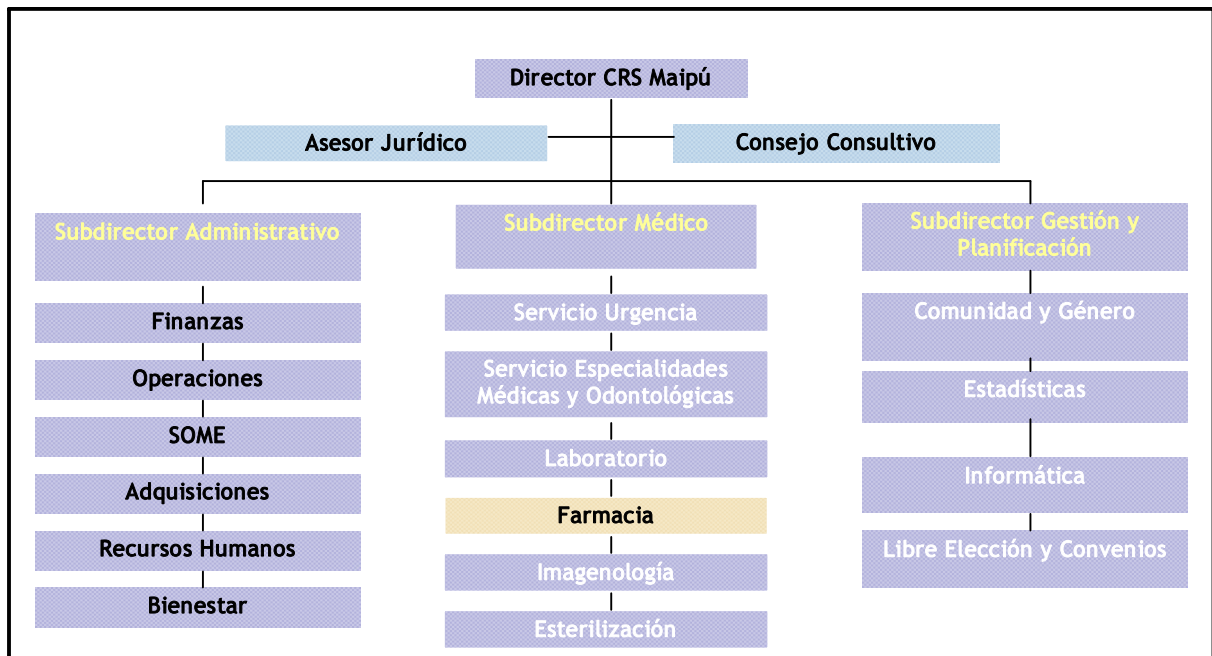 Director CRS Maipú
Asesor Jurídico
Consejo Consultivo
Subdirector Administrativo
Finanzas
Operaciones
SOME
Adquisiciones
Recursos Humanos
Bienestar
Subdirector Médico
Servicio Urgencia
Servicio Especialidades
Médicas y Odontológicas
Laboratorio
Farmacia
Imagenología
Esterilización
Subdirector Gestión y
Planificación
Comunidad y Género
Estadísticas
Informática
Libre Elección y Convenios